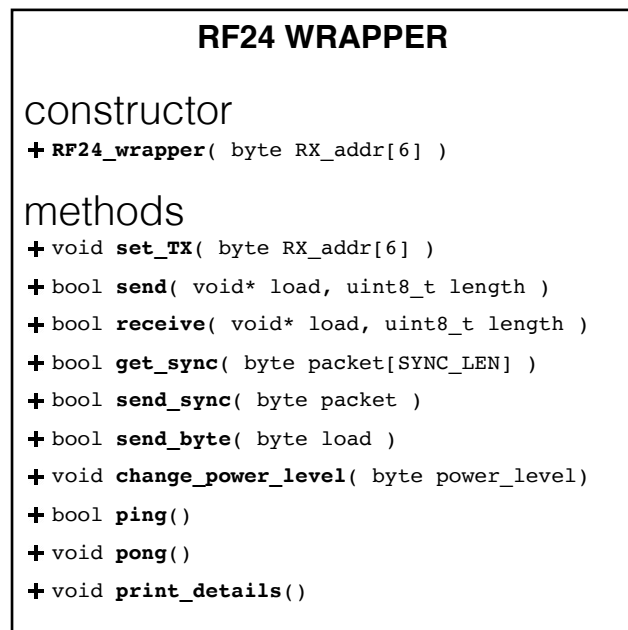 RF24 WRAPPER
constructor
+ RF24_wrapper( byte RX_addr[6] )
methods
+ void set_TX( byte RX_addr[6] )
+ bool send( void* load, uint8_t length )
+ bool receive( void* load, uint8_t length )
+ bool get_sync( byte packet[SYNC_LEN] )
+ bool send_sync( byte packet )
+ bool send_byte( byte load )
+ void change_power_level( byte power_level)
+ bool ping()
+ void pong()
+ void print_details()